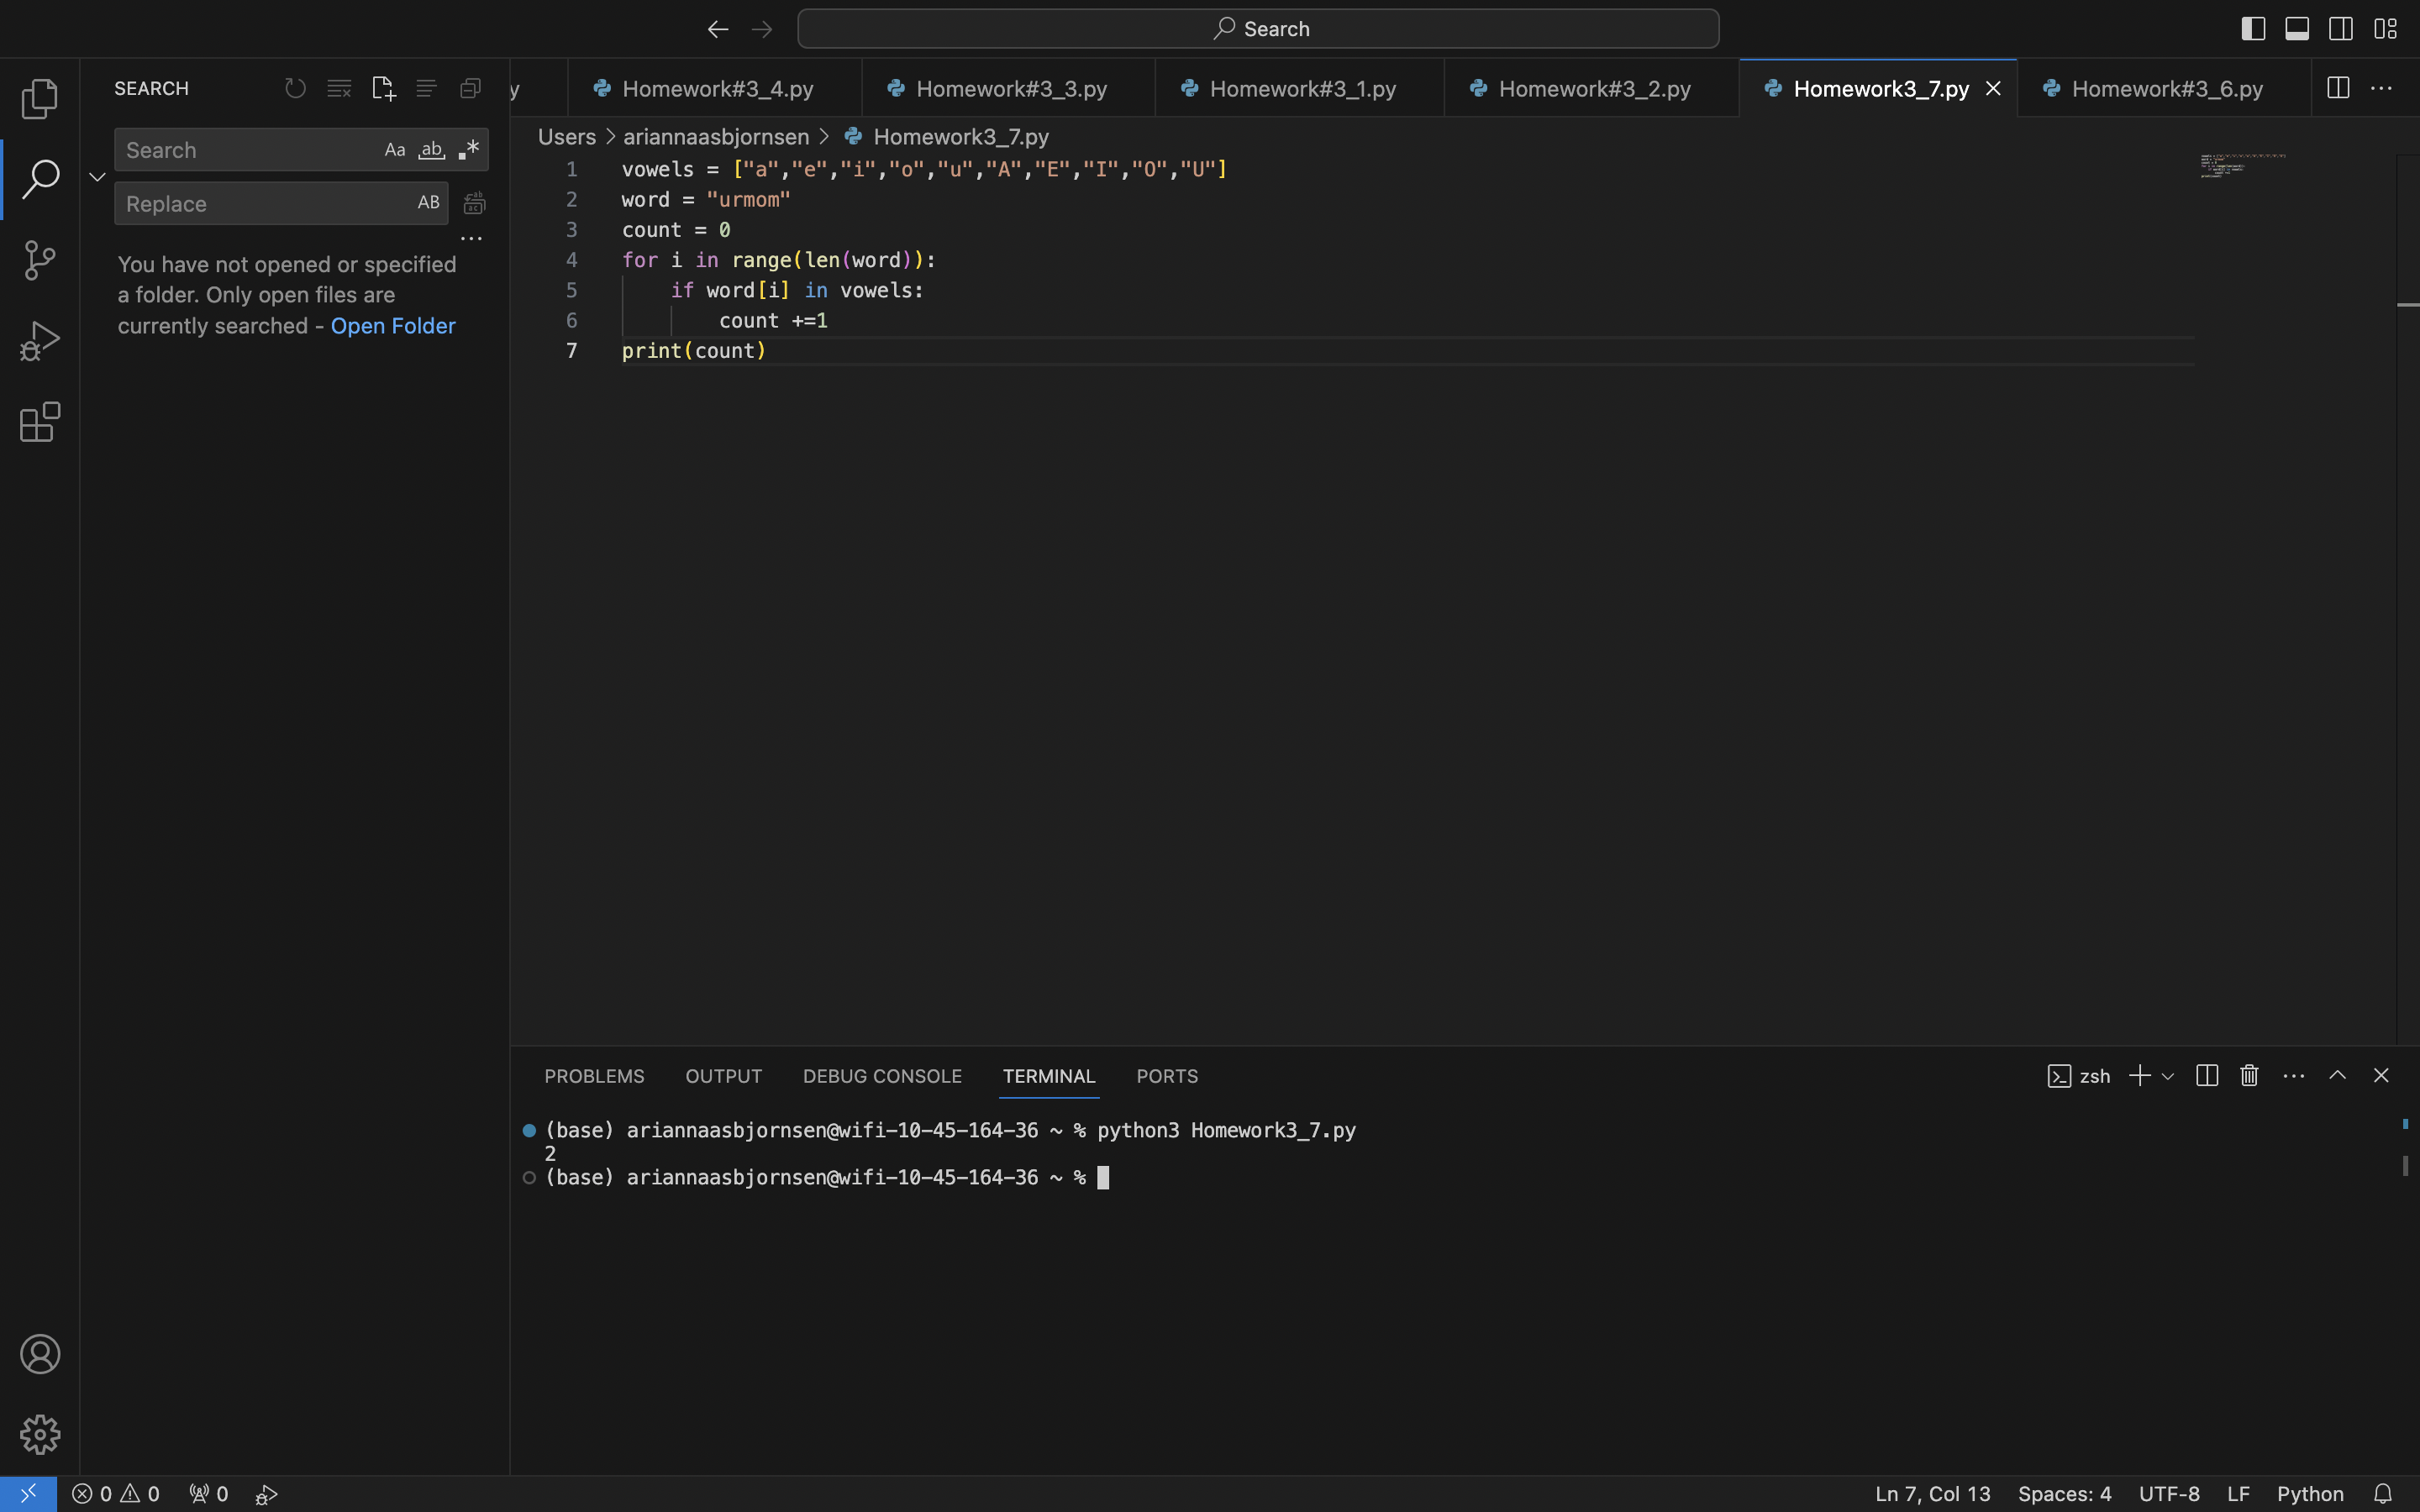 Search
SEARCH
y
Homework#3_4.py
Homework#3_3.py
Homework#3_1.py
Homework#3_2.py
Homework3_7.py
Homework#3_6.py
Search Aa ab
Replace AB
You have not opened or specified
a folder. Only open files are
currently searched - Open Folder
Users > ariannaasbjornsen > Homework3_7.py
1 vowels = ["a","e","i","o","u","A","E","I","O","U"]
2 word = "urmom"
3 count = 0
4 for i in range(len(word)):
5     if word[i] in vowels:
6         count +=1
7 print(count)
PROBLEMS OUTPUT DEBUG CONSOLE TERMINAL PORTS
zsh
(base) ariannaasbjornsen@wifi-10-45-164-36 ~ % python3 Homework3_7.py
2
(base) ariannaasbjornsen@wifi-10-45-164-36 ~ %
0 0 0
Ln 7, Col 13 Spaces: 4 UTF-8 LF Python